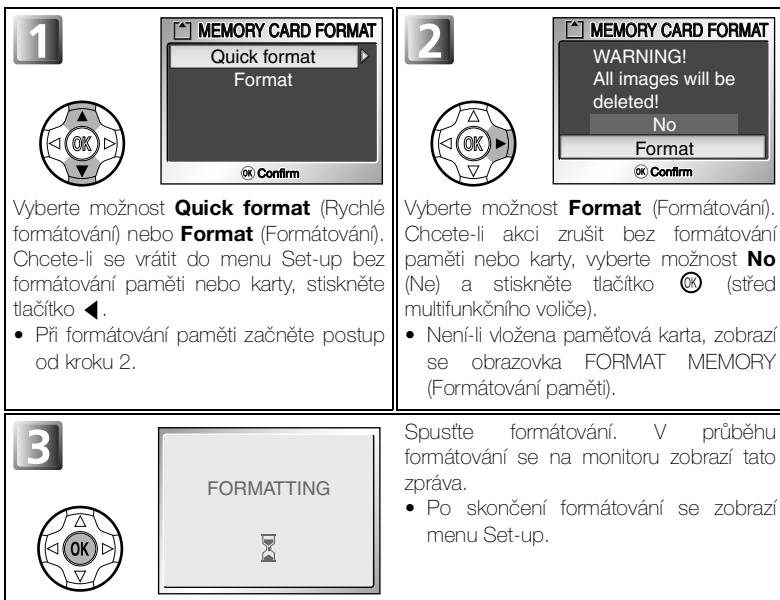 1
MEMORY CARD FORMAT
Quick format
Format
OK
OK Confirm
Vyberte možnost Quick format (Rychlé
formátování) nebo Format (Formátování).
Chcete-li se vrátit do menu Set-up bez
formátování paměti nebo karty, stiskněte
tlačítko ◀.
• Při formátování paměti začněte postup
od kroku 2.
2
MEMORY CARD FORMAT
WARNING!
All images will be
deleted!
No
Format
OK
OK Confirm
Vyberte možnost Format (Formátování).
Chcete-li akci zrušit bez formátování
paměti nebo karty, vyberte možnost No
(Ne) a stiskněte tlačítko OK (střed
multifunkčního voliče).
• Není-li vložena paměťová karta, zobrazí
se obrazovka FORMAT MEMORY
(Formátování paměti).
3
FORMATTING
OK
Spusťte formátování. V průběhu
formátování se na monitoru zobrazí tato
zpráva.
• Po skončení formátování se zobrazí
menu Set-up.